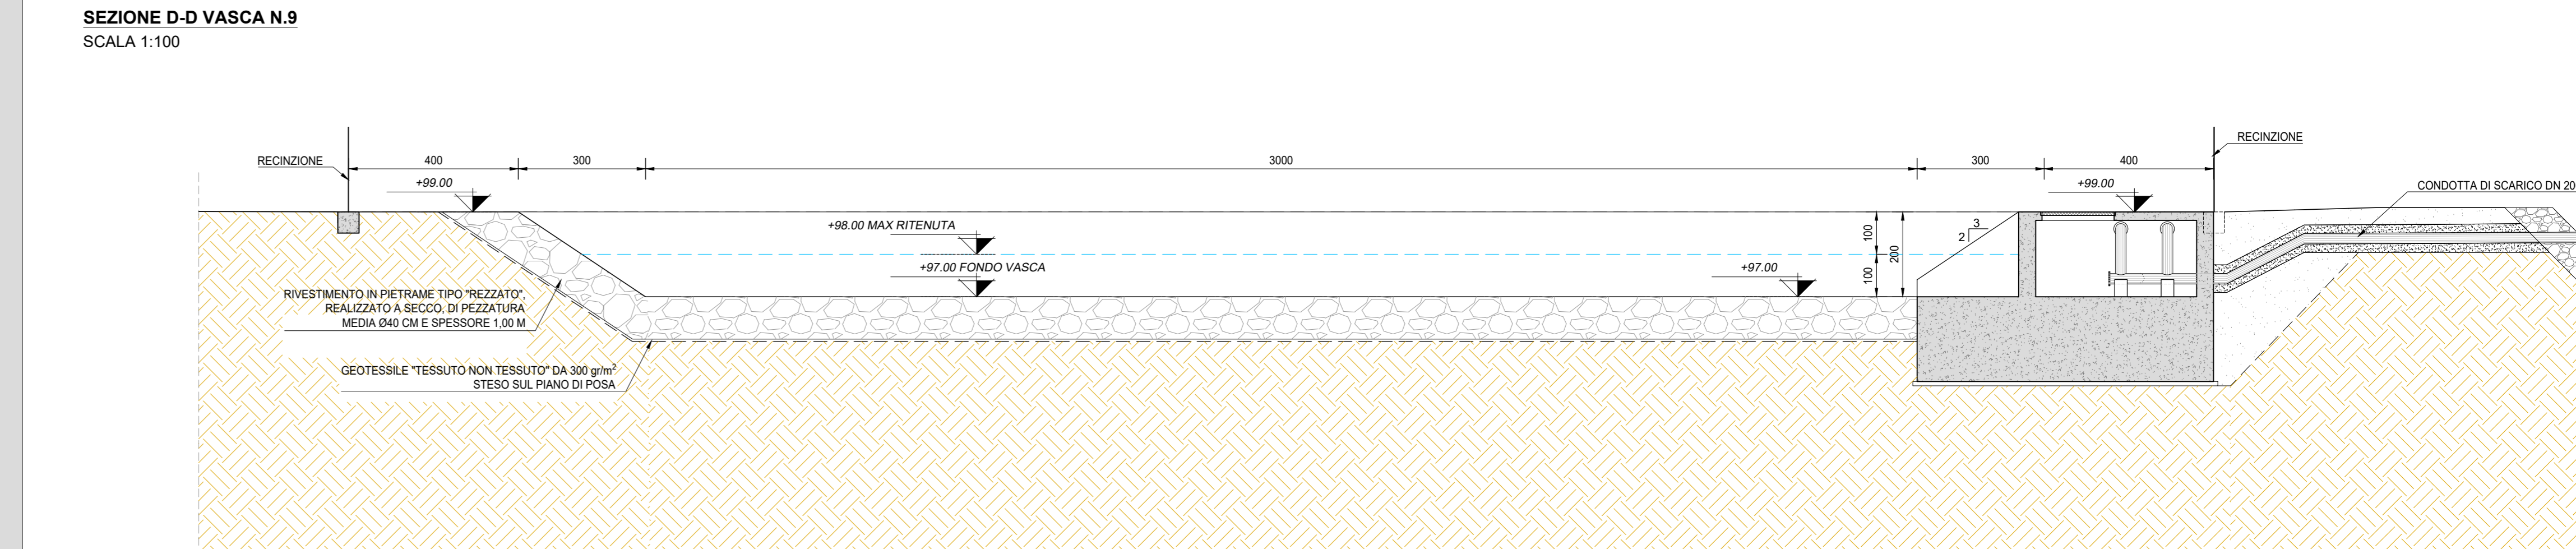 SEZIONE D-D VASCA N.9
SCALA 1:100
RECINZIONE
400
300
3000
300
400
RECINZIONE
+99.00
+99.00
CONDOTTA DI SCARICO DN 20
+98.00 MAX RITENUTA
3
2
100
200
100
+97.00 FONDO VASCA
+97.00
RIVESTIMENTO IN PIETRAME TIPO "REZZATO",
REALIZZATO A SECCO, DI PEZZATURA
MEDIA Ø40 CM E SPESSORE 1,00 M
GEOTESSILE "TESSUTO NON TESSUTO" DA 300 gr/m²
STESO SUL PIANO DI POSA